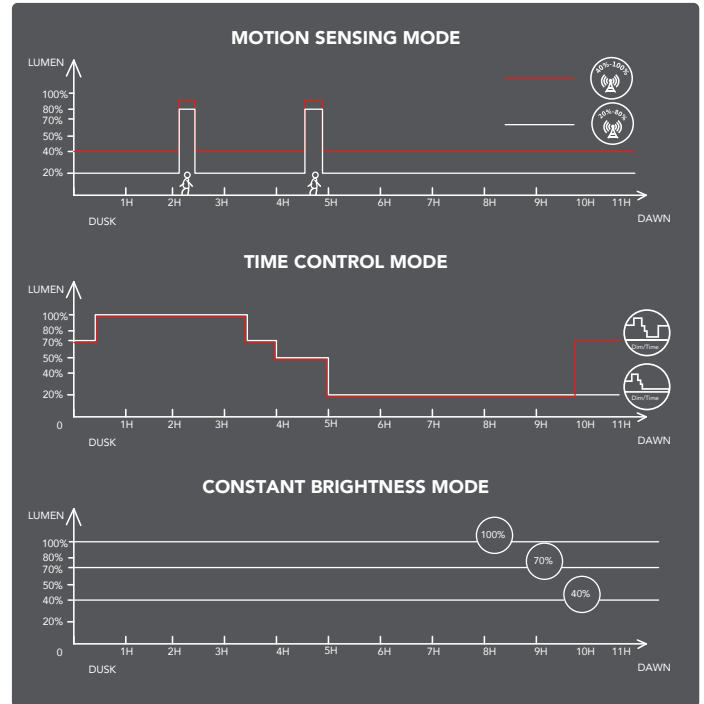 MOTION SENSING MODE
LUMEN
40%-100%
100%
80%
20%-80%
70%
50%
40%
20%
1H 2H 3H 4H 5H 6H 7H 8H 9H 10H 11H
DUSK
DAWN
TIME CONTROL MODE
LUMEN
100%
80%
70%
Dim/Time
50%
40%
20%
Dim/Time
0
1H 2H 3H 4H 5H 6H 7H 8H 9H 10H 11H
DUSK
DAWN
CONSTANT BRIGHTNESS MODE
LUMEN
100%
100%
80%
70%
70%
50%
40%
40%
20%
0
1H 2H 3H 4H 5H 6H 7H 8H 9H 10H 11H
DUSK
DAWN